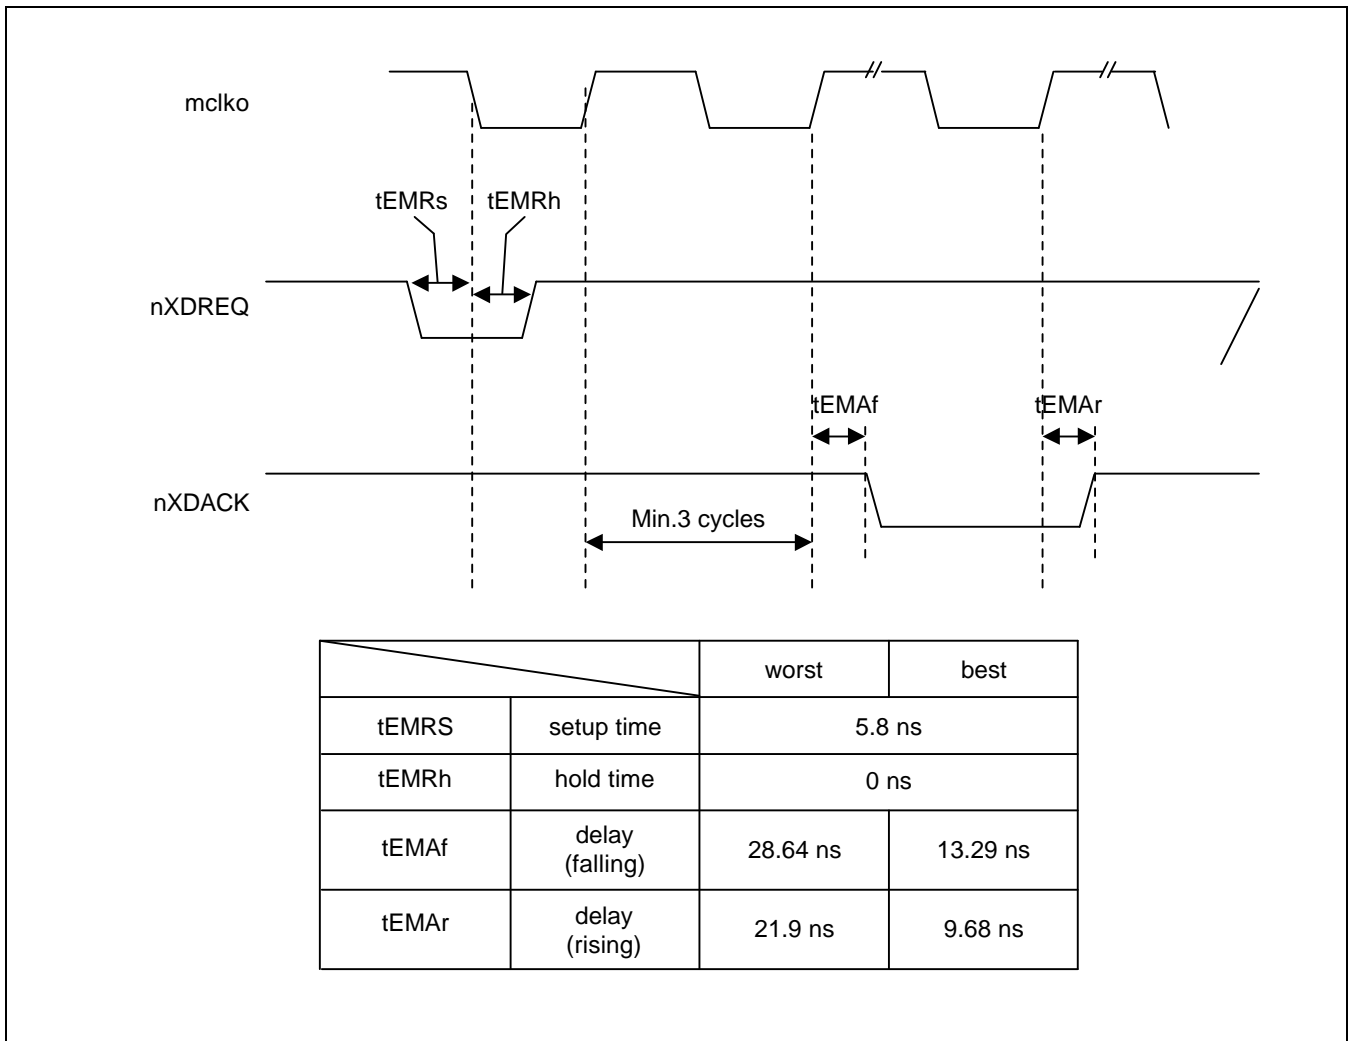 mclko
tEMRs tEMRh
nXDREQ
tEMAf tEMAr
nXDACK
Min.3 cycles
worst best
tEMRS setup time 5.8 ns
tEMRh hold time 0 ns
tEMAf delay (falling) 28.64 ns 13.29 ns
tEMAr delay (rising) 21.9 ns 9.68 ns